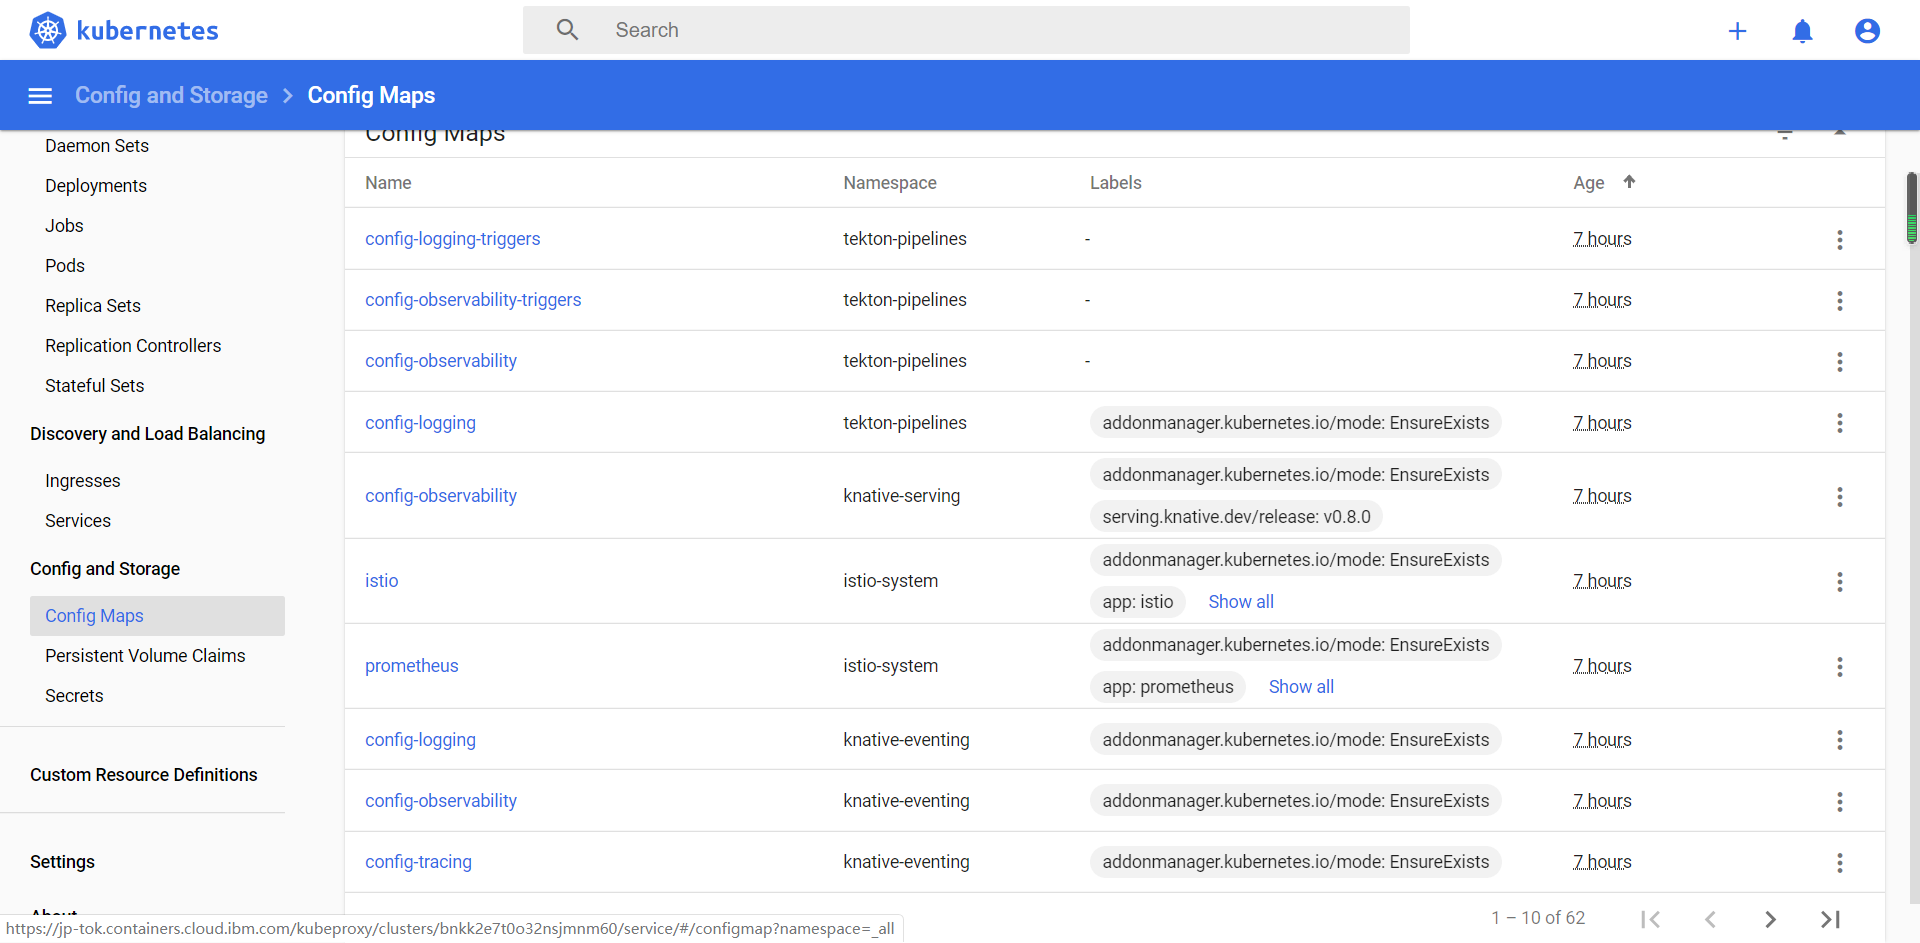 kubernetes
Search
Config and Storage
Config Maps
Daemon Sets
Deployments
Jobs
Pods
Replica Sets
Replication Controllers
Stateful Sets
Discovery and Load Balancing
Ingresses
Services
Config and Storage
Config Maps
Persistent Volume Claims
Secrets
Custom Resource Definitions
Settings
About
Config Maps
Name Namespace Labels Age
config-logging-triggers tekton-pipelines - 7 hours
config-observability-triggers tekton-pipelines - 7 hours
config-observability tekton-pipelines - 7 hours
config-logging tekton-pipelines addonmanager.kubernetes.io/mode: EnsureExists 7 hours
config-observability knative-serving addonmanager.kubernetes.io/mode: EnsureExists 7 hours
serving.knative.dev/release: v0.8.0
istio istio-system addonmanager.kubernetes.io/mode: EnsureExists 7 hours
app: istio Show all
prometheus istio-system addonmanager.kubernetes.io/mode: EnsureExists 7 hours
app: prometheus Show all
config-logging knative-eventing addonmanager.kubernetes.io/mode: EnsureExists 7 hours
config-observability knative-eventing addonmanager.kubernetes.io/mode: EnsureExists 7 hours
config-tracing knative-eventing addonmanager.kubernetes.io/mode: EnsureExists 7 hours
1 – 10 of 62
https://jp-tok.containers.cloud.ibm.com/kubeproxy/clusters/bnkk2e7t0o32nsjmnm60/service/#/configmap?namespace=_all